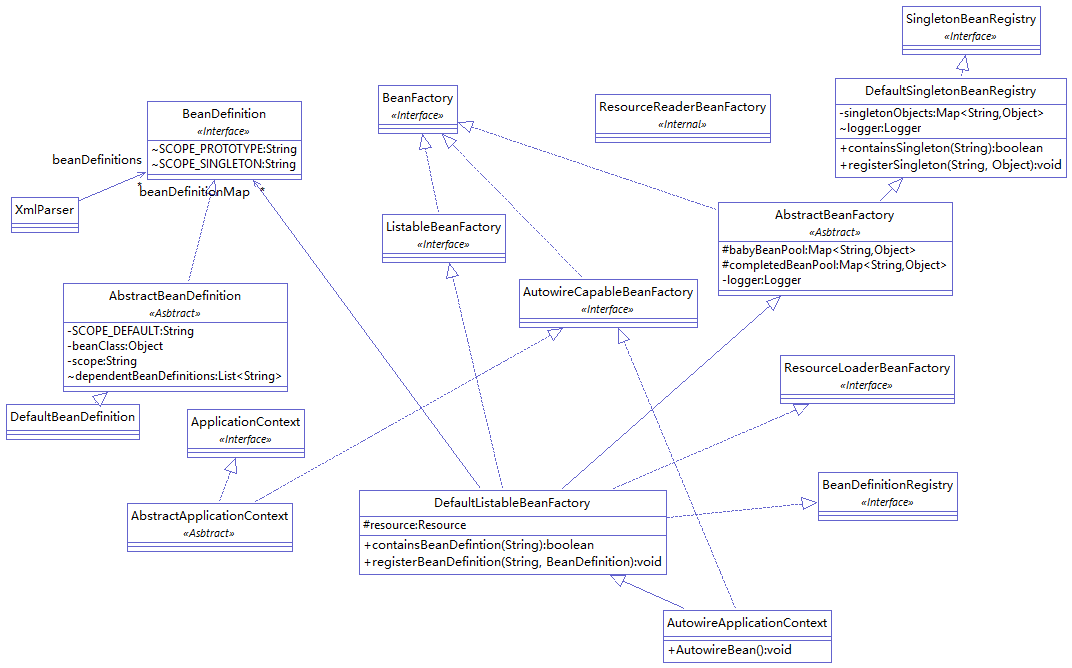 SingletonBeanRegistry
«Interface»
DefaultSingletonBeanRegistry
-singletonObjects:Map<String,Object>
~logger:Logger
+containsSingleton(String):boolean
+registerSingleton(String, Object):void
BeanFactory
«Interface»
ResourceReaderBeanFactory
«Internal»
BeanDefinition
«Interface»
~SCOPE_PROTOTYPE:String
~SCOPE_SINGLETON:String
beanDefinitions
*
beanDefinitionMap
*
XmlParser
ListableBeanFactory
«Interface»
AbstractBeanFactory
«Asbtract»
#babyBeanPool:Map<String,Object>
#completedBeanPool:Map<String,Object>
-logger:Logger
AutowireCapableBeanFactory
«Interface»
AbstractBeanDefinition
«Asbtract»
-SCOPE_DEFAULT:String
-beanClass:Object
-scope:String
~dependentBeanDefinitions:List<String>
ResourceLoaderBeanFactory
«Interface»
DefaultBeanDefinition
ApplicationContext
«Interface»
AbstractApplicationContext
«Asbtract»
DefaultListableBeanFactory
#resource:Resource
+containsBeanDefintion(String):boolean
+registerBeanDefinition(String, BeanDefinition):void
BeanDefinitionRegistry
«Interface»
AutowireApplicationContext
+AutowireBean():void